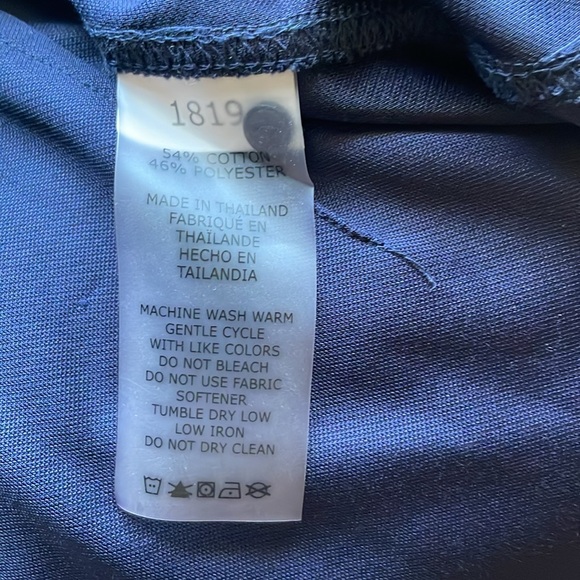 1819
54% COTTON
46% POLYESTER
MADE IN THAILAND
FABRIQUÉ EN
THAÏLANDE
HECHO EN
TAILANDIA
MACHINE WASH WARM
GENTLE CYCLE
WITH LIKE COLORS
DO NOT BLEACH
DO NOT USE FABRIC
SOFTENER
TUMBLE DRY LOW
LOW IRON
DO NOT DRY CLEAN